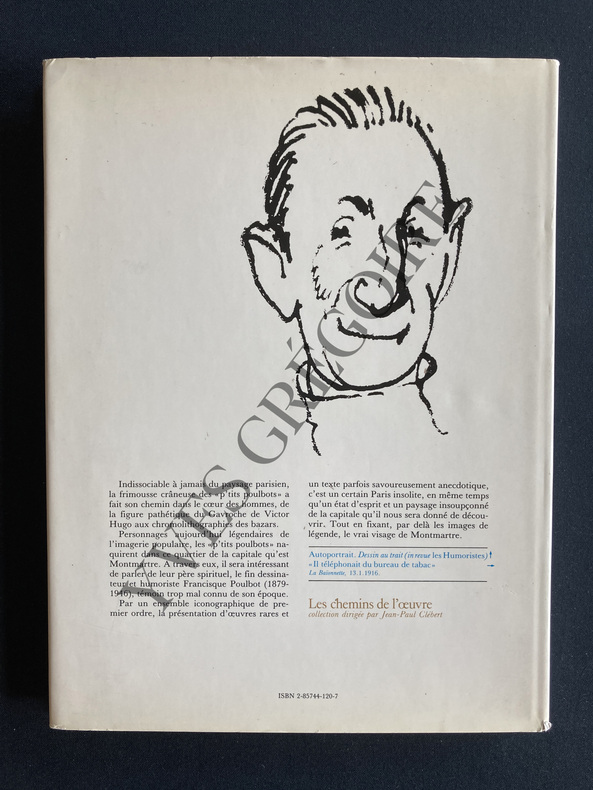 YVES GRÉGOIRE
Indissociable à jamais du paysage parisien,
la frimousse crâneuse des «p'tits poulbots» a
fait son chemin dans le cœur des hommes, de
la figure pathétique du Gavroche de Victor
Hugo aux chromolithographies des bazars.
Personnages aujourd'hui légendaires de
l'imagerie populaire, les «p'tits poulbots» na-
quirent dans ce quartier de la capitale qu'est
Montmartre. A travers eux, il sera intéressant
de parler de leur père spirituel, le fin dessina-
teur humoriste Francisque Poulbot (1879-
1946), témoin trop mal connu de son époque.
Par un ensemble iconographique de pre-
mier ordre, la présentation d'œuvres rares et
un texte parfois savoureusement anecdotique,
c'est un certain Paris insolite, en même temps
qu'un état d'esprit et un paysage insoupçonné
de la capitale qu'il nous sera donné de décou-
vrir. Tout en fixant, par delà les images de
légende, le vrai visage de Montmartre.
Autoportrait. Dessin au trait (in revue les Humoristes) ↑
«Il téléphonait du bureau de tabac» →
La Baïonnette, 13.1.1916.
Les chemins de l'œuvre
collection dirigée par Jean-Paul Clébert
ISBN 2-85744-120-7